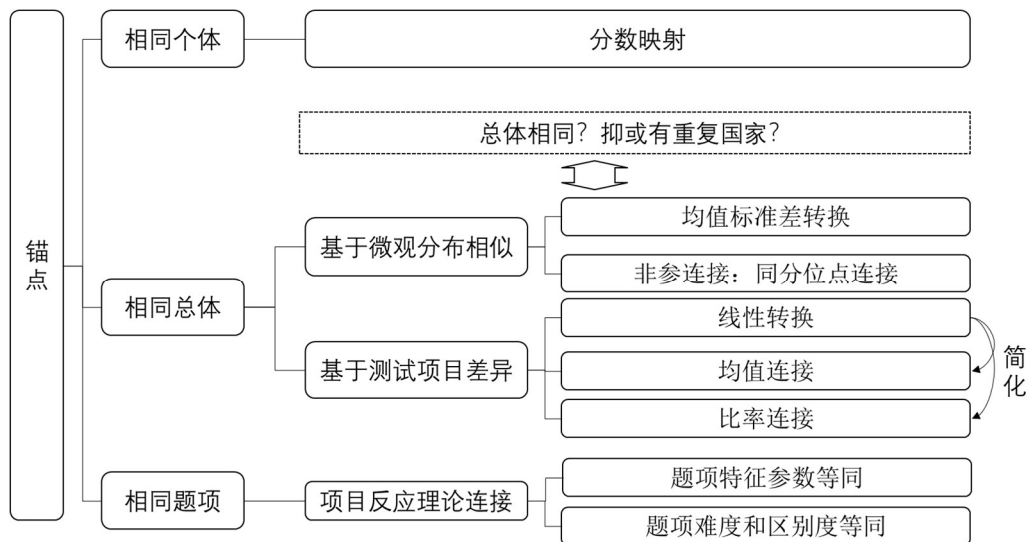 锚点
相同个体
分数映射
总体相同？抑或有重复国家？
相同总体
基于微观分布相似
均值标准差转换
非参连接：同分位点连接
基于测试项目差异
线性转换
均值连接
比率连接
简化
相同题项
项目反应理论连接
题项特征参数等同
题项难度和区别度等同